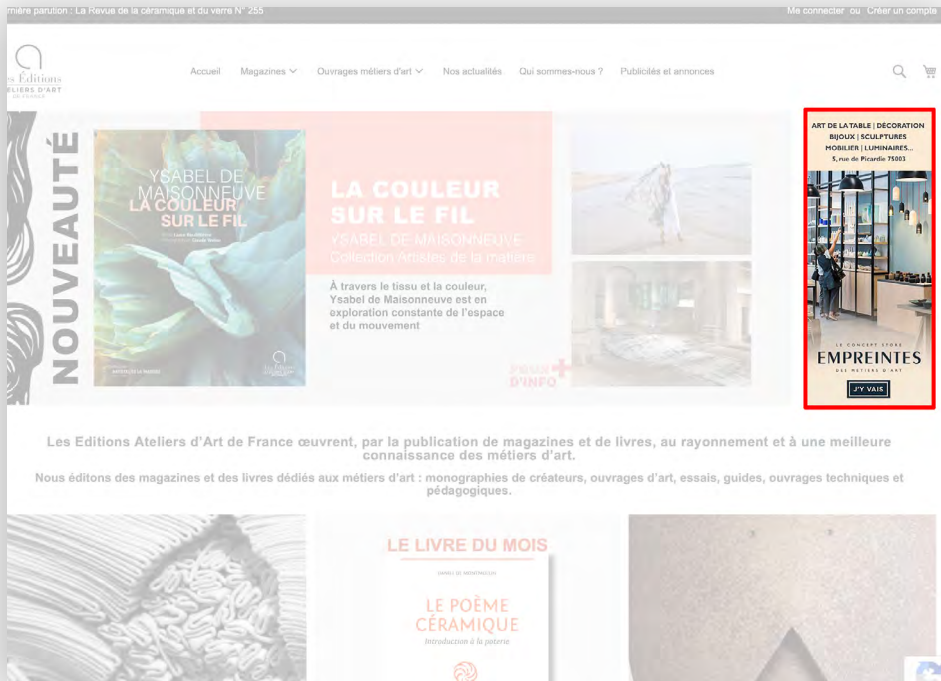 rnière parution : La Revue de la céramique et du verre N° 255
Me connecter ou Créer un compte
es Éditions
ELIERS D'ART
DE FRANCE
Accueil Magazines Ouvrages métiers d'art Nos actualités Qui sommes-nous ? Publicités et annonces
NOUVEAUTÉ
YSABEL DE
MAISONNEUVE
LA COULEUR
SUR LE FIL
LA COULEUR
SUR LE FIL
YSABEL DE MAISONNEUVE
Collection Artistes de la matière
À travers le tissu et la couleur,
Ysabel de Maisonneuve est en
exploration constante de l'espace
et du mouvement
POUR + D'INFO
ART DE LA TABLE | DÉCORATION
BIJOUX | SCULPTURES
MOBILIER | LUMINAIRES...
5, rue de Picardie 75003
LE CONCEPT STORE
EMPREINTES
DES MÉTIERS D'ART
J'Y VAIS
Les Editions Ateliers d'Art de France œuvrent, par la publication de magazines et de livres, au rayonnement et à une meilleure
connaissance des métiers d'art.
Nous éditons des magazines et des livres dédiés aux métiers d'art : monographies de créateurs, ouvrages d'art, essais, guides, ouvrages techniques et
pédagogiques.
LE LIVRE DU MOIS
DANIEL DE MONTMOLLIN
LE POÈME
CÉRAMIQUE
Introduction à la poterie